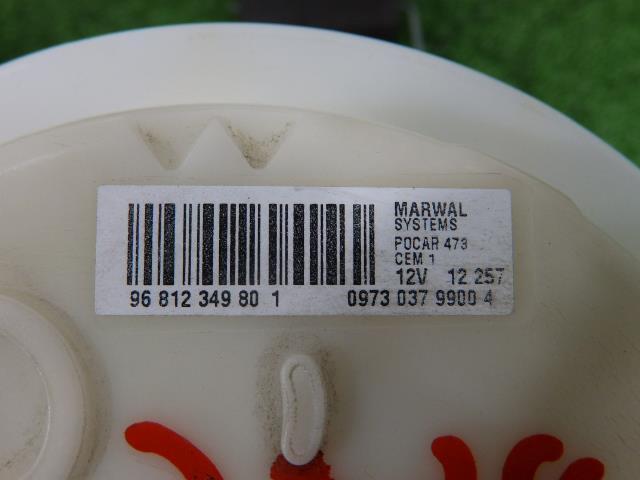 MARWAL
SYSTEMS
POCAR 473
CEM 1
12V 12 257
96 812 349 80 1 0973 037 9900 4